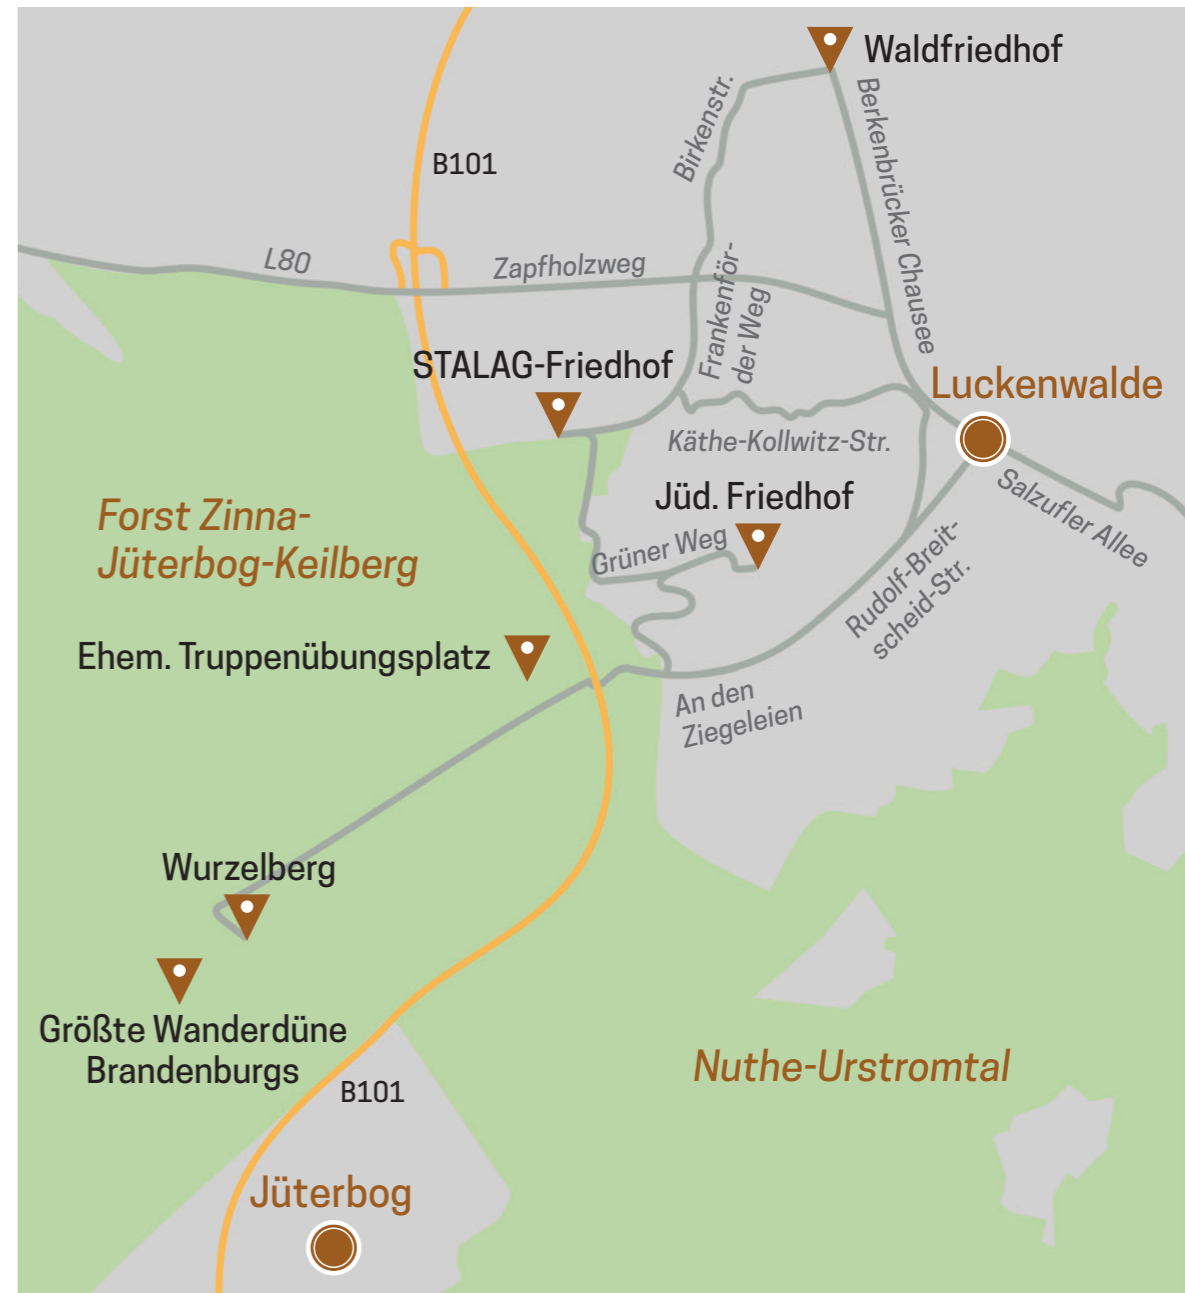 Waldfriedhof
Birkenstr.
Berkenbrücker Chausee
B101
L80
Zapfholzweg
Frankenför-
der Weg
STALAG-Friedhof
Luckenwalde
Käthe-Kollwitz-Str.
Salzufler Allee
Jüd. Friedhof
Forst Zinna-
Jüterbog-Keilberg
Grüner Weg
Rudolf-Breit-
scheid-Str.
Ehem. Truppenübungsplatz
An den
Ziegeleien
Wurzelberg
Größte Wanderdüne
Brandenburgs
Nuthe-Urstromtal
B101
Jüterbog